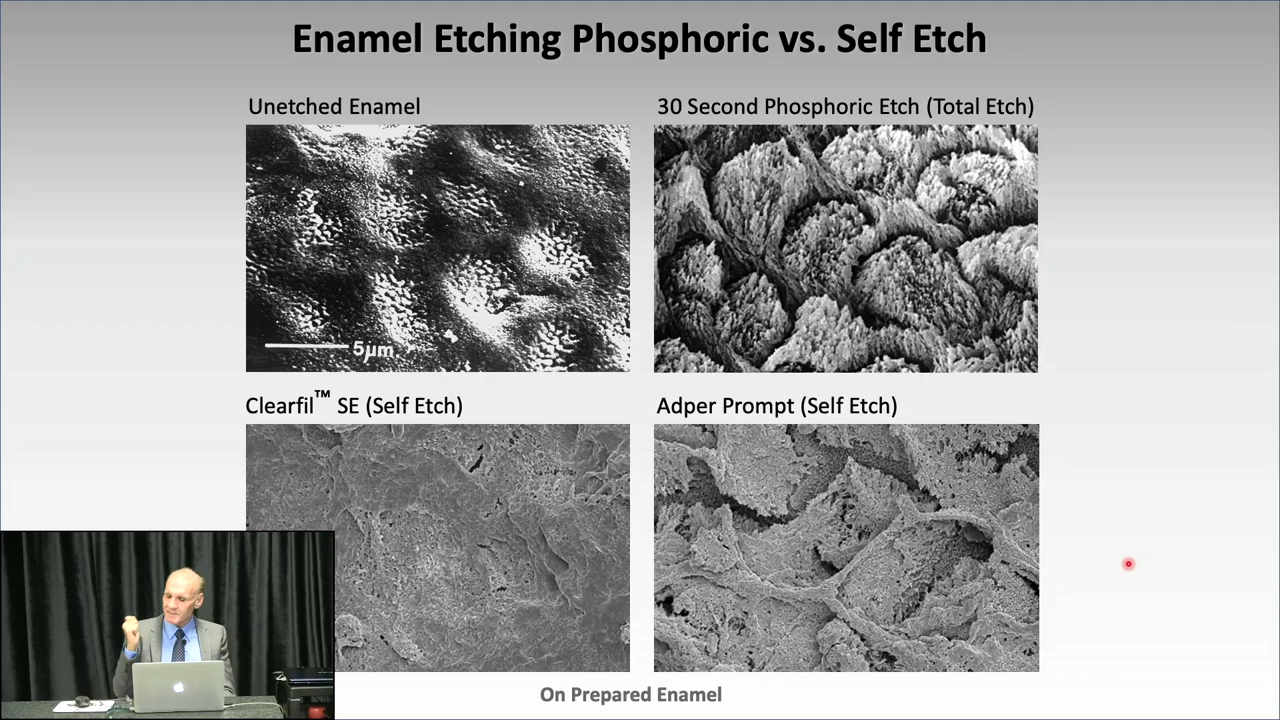 Enamel Etching Phosphoric vs. Self Etch
Unetched Enamel
30 Second Phosphoric Etch (Total Etch)
5µm
Clearfil™ SE (Self Etch)
Adper Prompt (Self Etch)
On Prepared Enamel